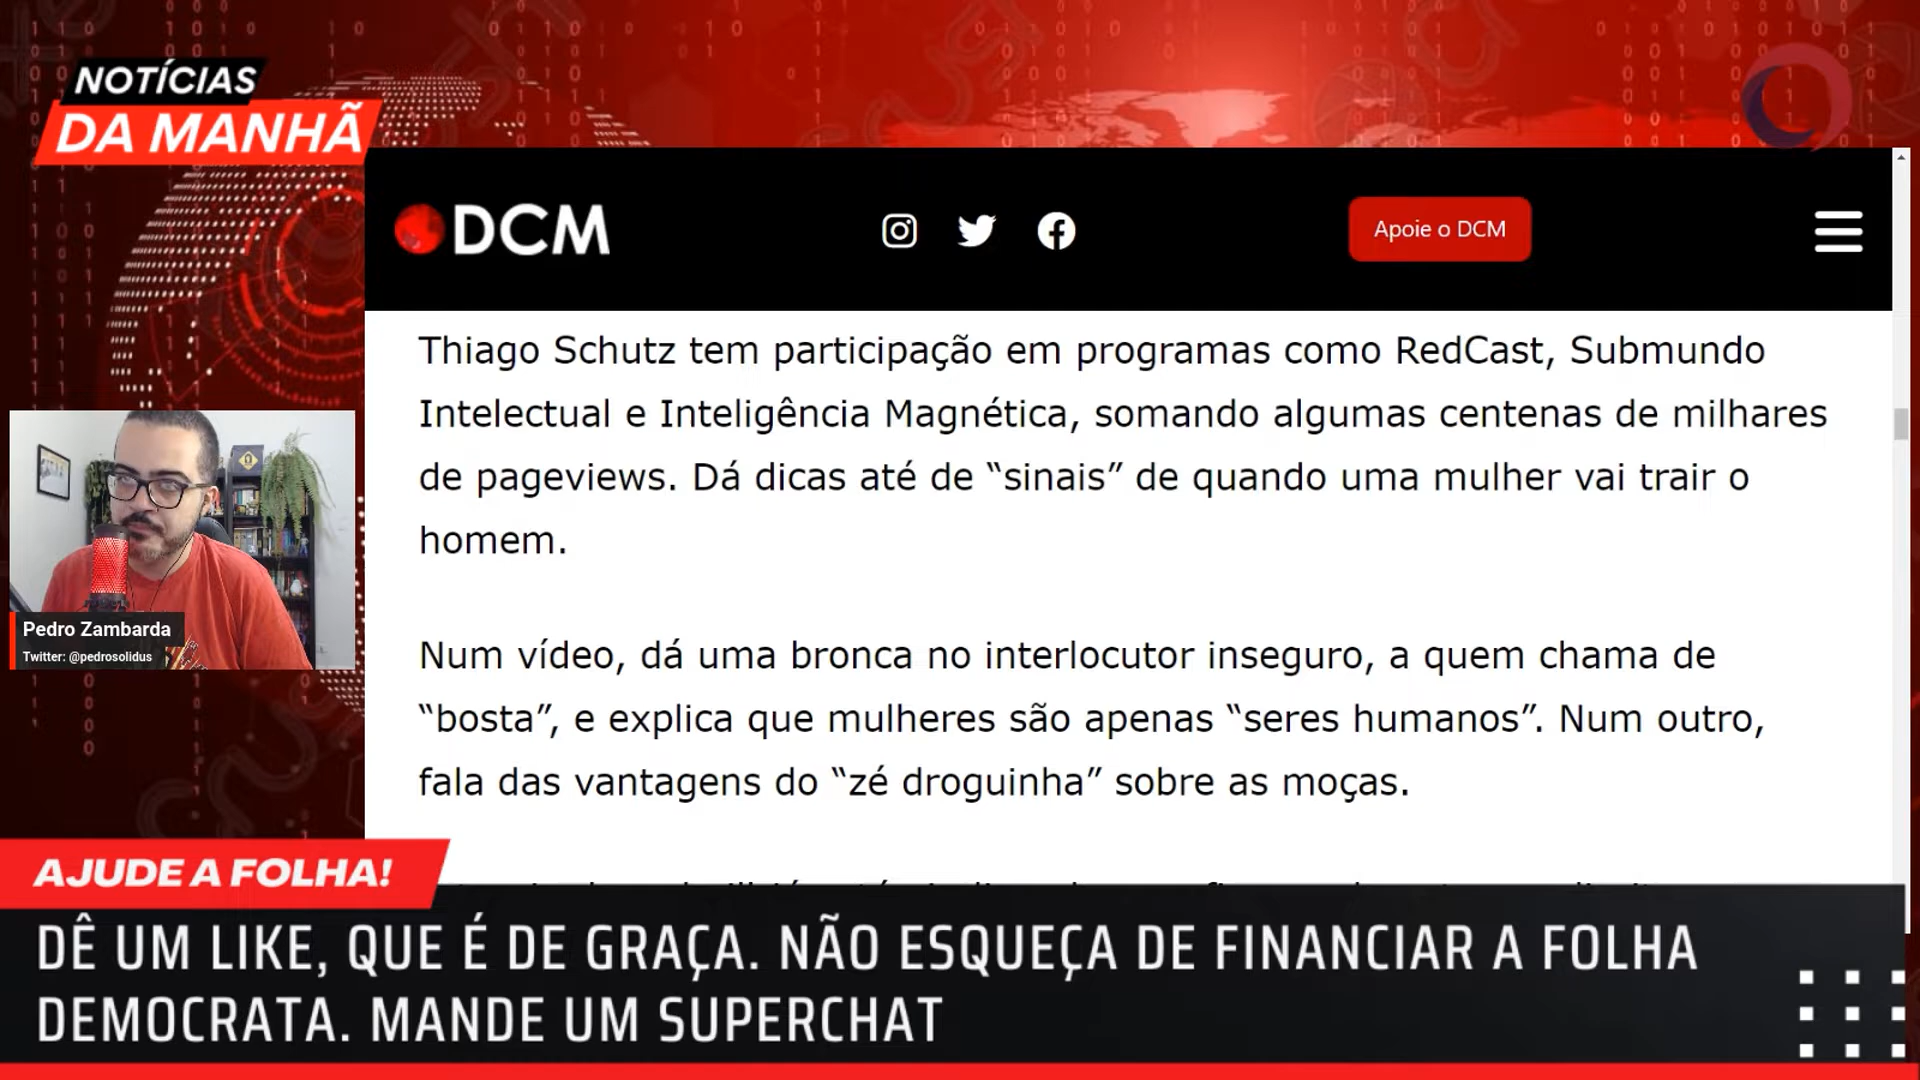 NOTÍCIAS
DA MANHÃ
DCM
Apoie o DCM
Thiago Schutz tem participação em programas como RedCast, Submundo
Intelectual e Inteligência Magnética, somando algumas centenas de milhares
de pageviews. Dá dicas até de “sinais” de quando uma mulher vai trair o
homem.
Num vídeo, dá uma bronca no interlocutor inseguro, a quem chama de
“bosta”, e explica que mulheres são apenas “seres humanos”. Num outro,
fala das vantagens do “zé droguinha” sobre as moças.
Pedro Zambarda
Twitter: @pedrosolidus
AJUDE A FOLHA!
DÊ UM LIKE, QUE É DE GRAÇA. NÃO ESQUEÇA DE FINANCIAR A FOLHA
DEMOCRATA. MANDE UM SUPERCHAT